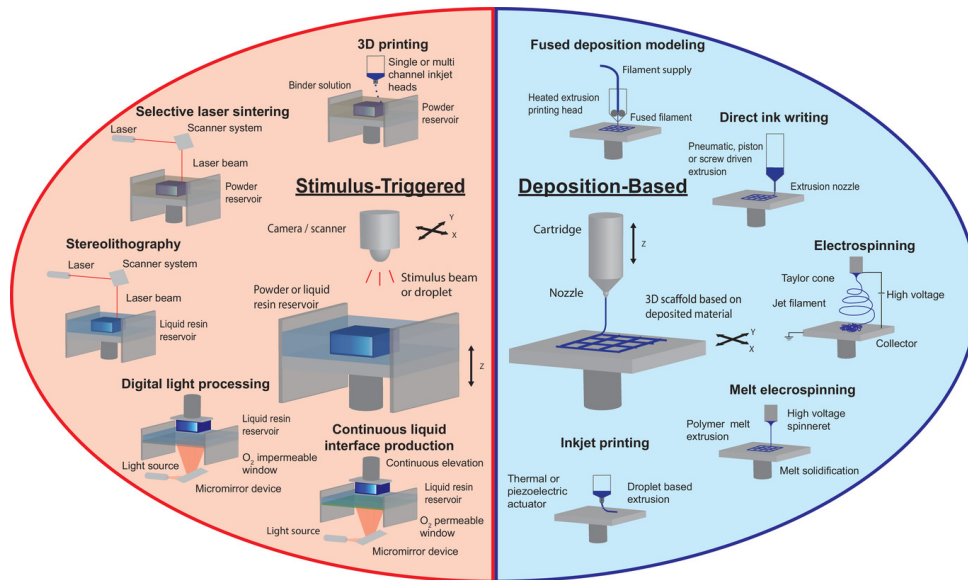 3D printing
Single or multi
channel inkjet
heads
Binder solution
Powder
reservoir
Selective laser sintering
Laser
Scanner system
Laser beam
Powder
reservoir
Stimulus-Triggered
Camera / scanner
Y
X
Stimulus beam
or droplet
Powder or liquid
resin reservoir
Z
Stereolithography
Laser
Scanner system
Laser beam
Liquid resin
reservoir
Digital light processing
Liquid resin
reservoir
Light source
O2 impermeable
window
Micromirror device
Continuous liquid
interface production
Continuous elevation
Liquid resin
reservoir
Light source
O2 permeable
window
Micromirror device
Fused deposition modeling
Filament supply
Heated extrusion
printing head
Fused filament
Direct ink writing
Pneumatic, piston
or screw driven
extrusion
Extrusion nozzle
Deposition-Based
Cartridge
Z
Nozzle
3D scaffold based on
deposited material
Y
X
Electrospinning
Taylor cone
Jet filament
High voltage
Collector
Melt elecrospinning
High voltage
spinneret
Polymer melt
extrusion
Melt solidification
Inkjet printing
Thermal or
piezoelectric
actuator
Droplet based
extrusion